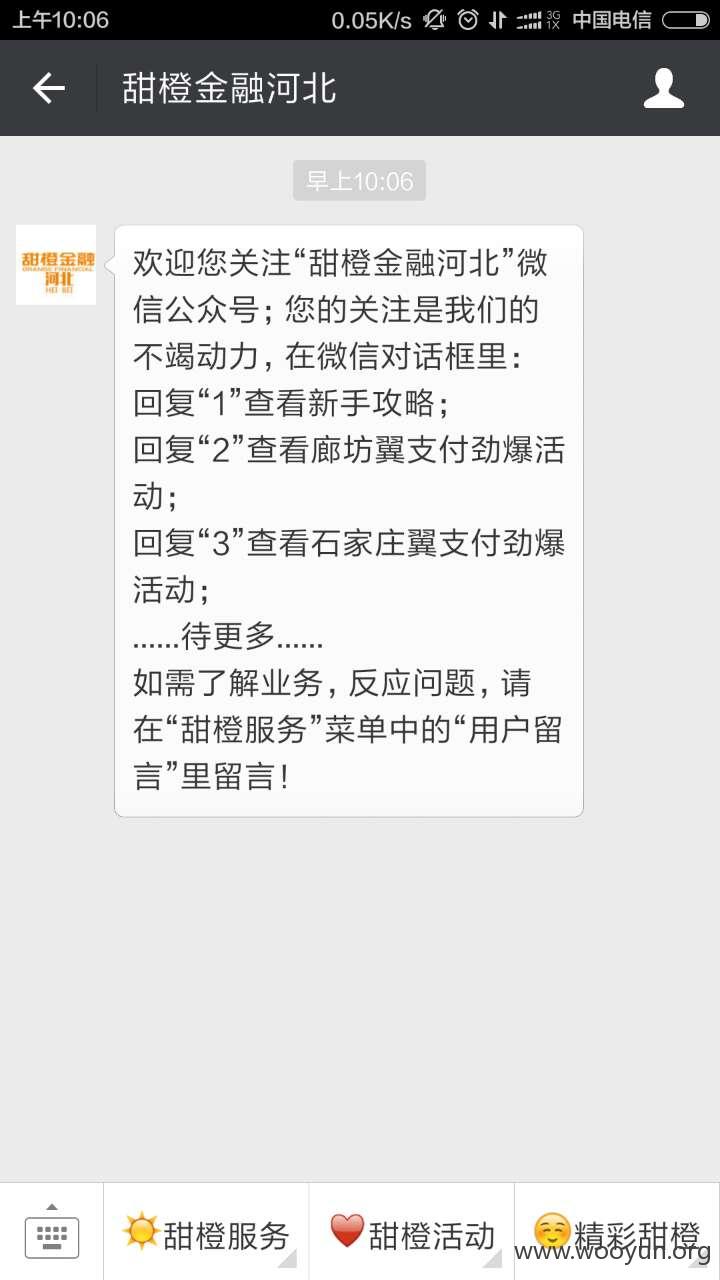 上午10:06 0.05K/s 3G 1X 中国电信
甜橙金融河北
早上10:06
甜橙金融
ORANGE FINANCIAL
河北
HEI BEI
欢迎您关注“甜橙金融河北”微
信公众号；您的关注是我们的
不竭动力, 在微信对话框里：
回复“1”查看新手攻略；
回复“2”查看廊坊翼支付劲爆活
动；
回复“3”查看石家庄翼支付劲爆
活动；
……待更多……
如需了解业务, 反应问题, 请
在“甜橙服务”菜单中的“用户留
言”里留言！
甜橙服务 甜橙活动 精彩甜橙
www.wooyun.org